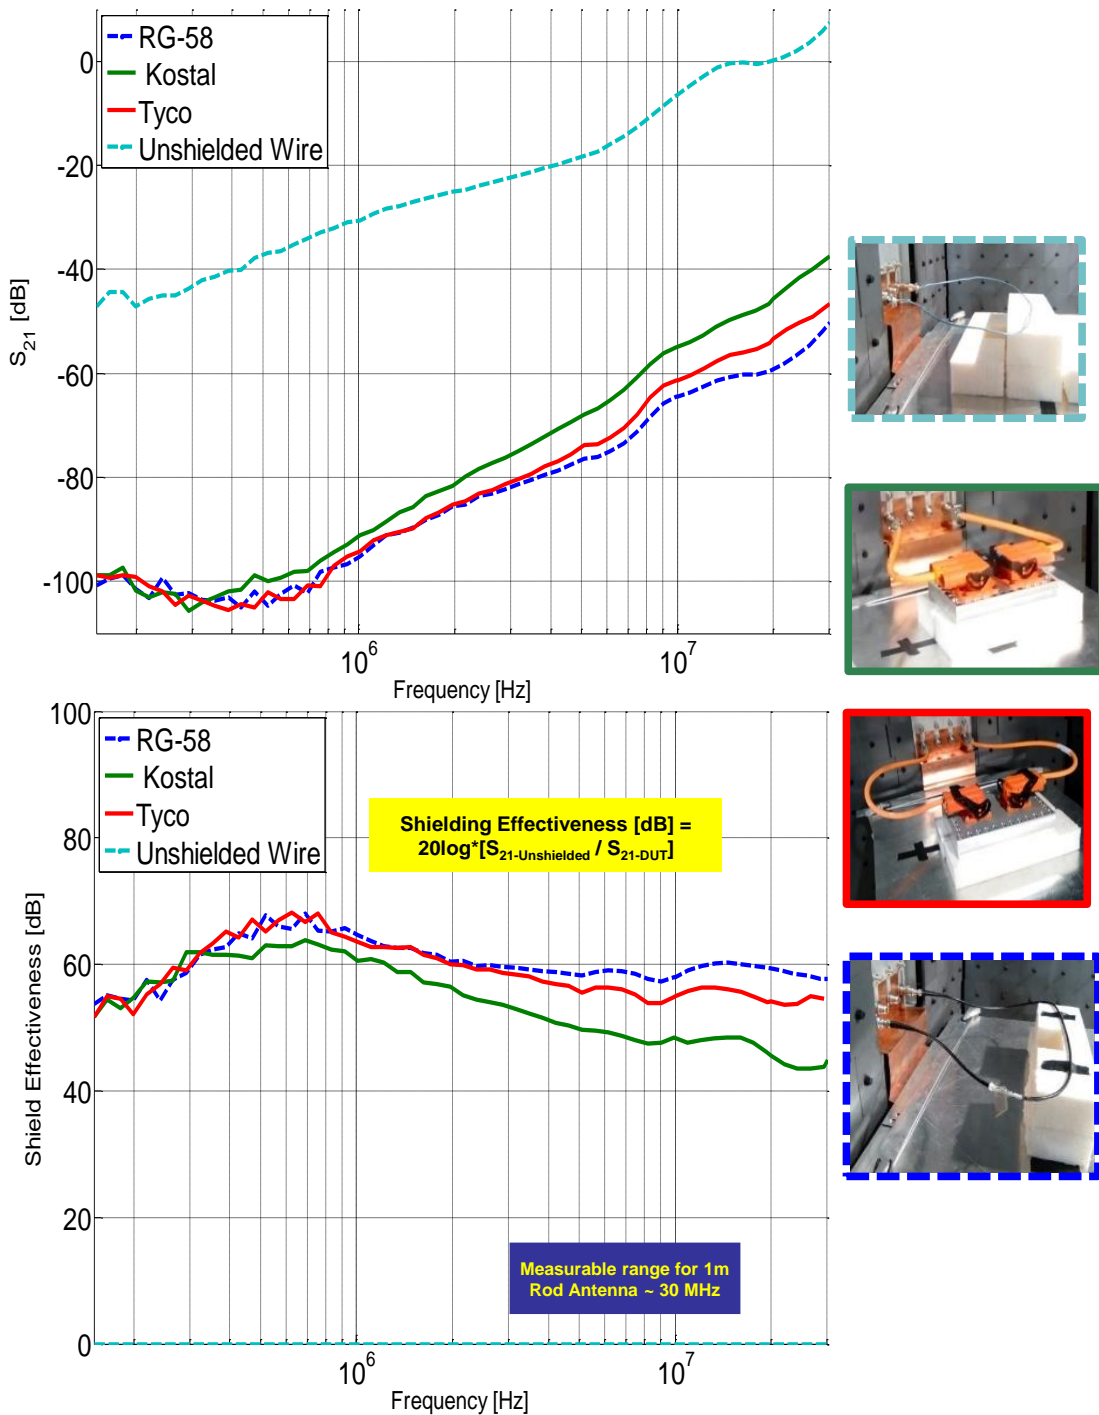 RG-58
Kostal
Tyco
Unshielded Wire
0
-20
-40
-60
-80
-100
S21 [dB]
10^6
10^7
Frequency [Hz]
100
80
60
40
20
0
Shield Effectiveness [dB]
RG-58
Kostal
Tyco
Unshielded Wire
Shielding Effectiveness [dB] =
20log*[S21-Unshielded / S21-DUT]
Measurable range for 1m
Rod Antenna ~ 30 MHz
10^6
10^7
Frequency [Hz]